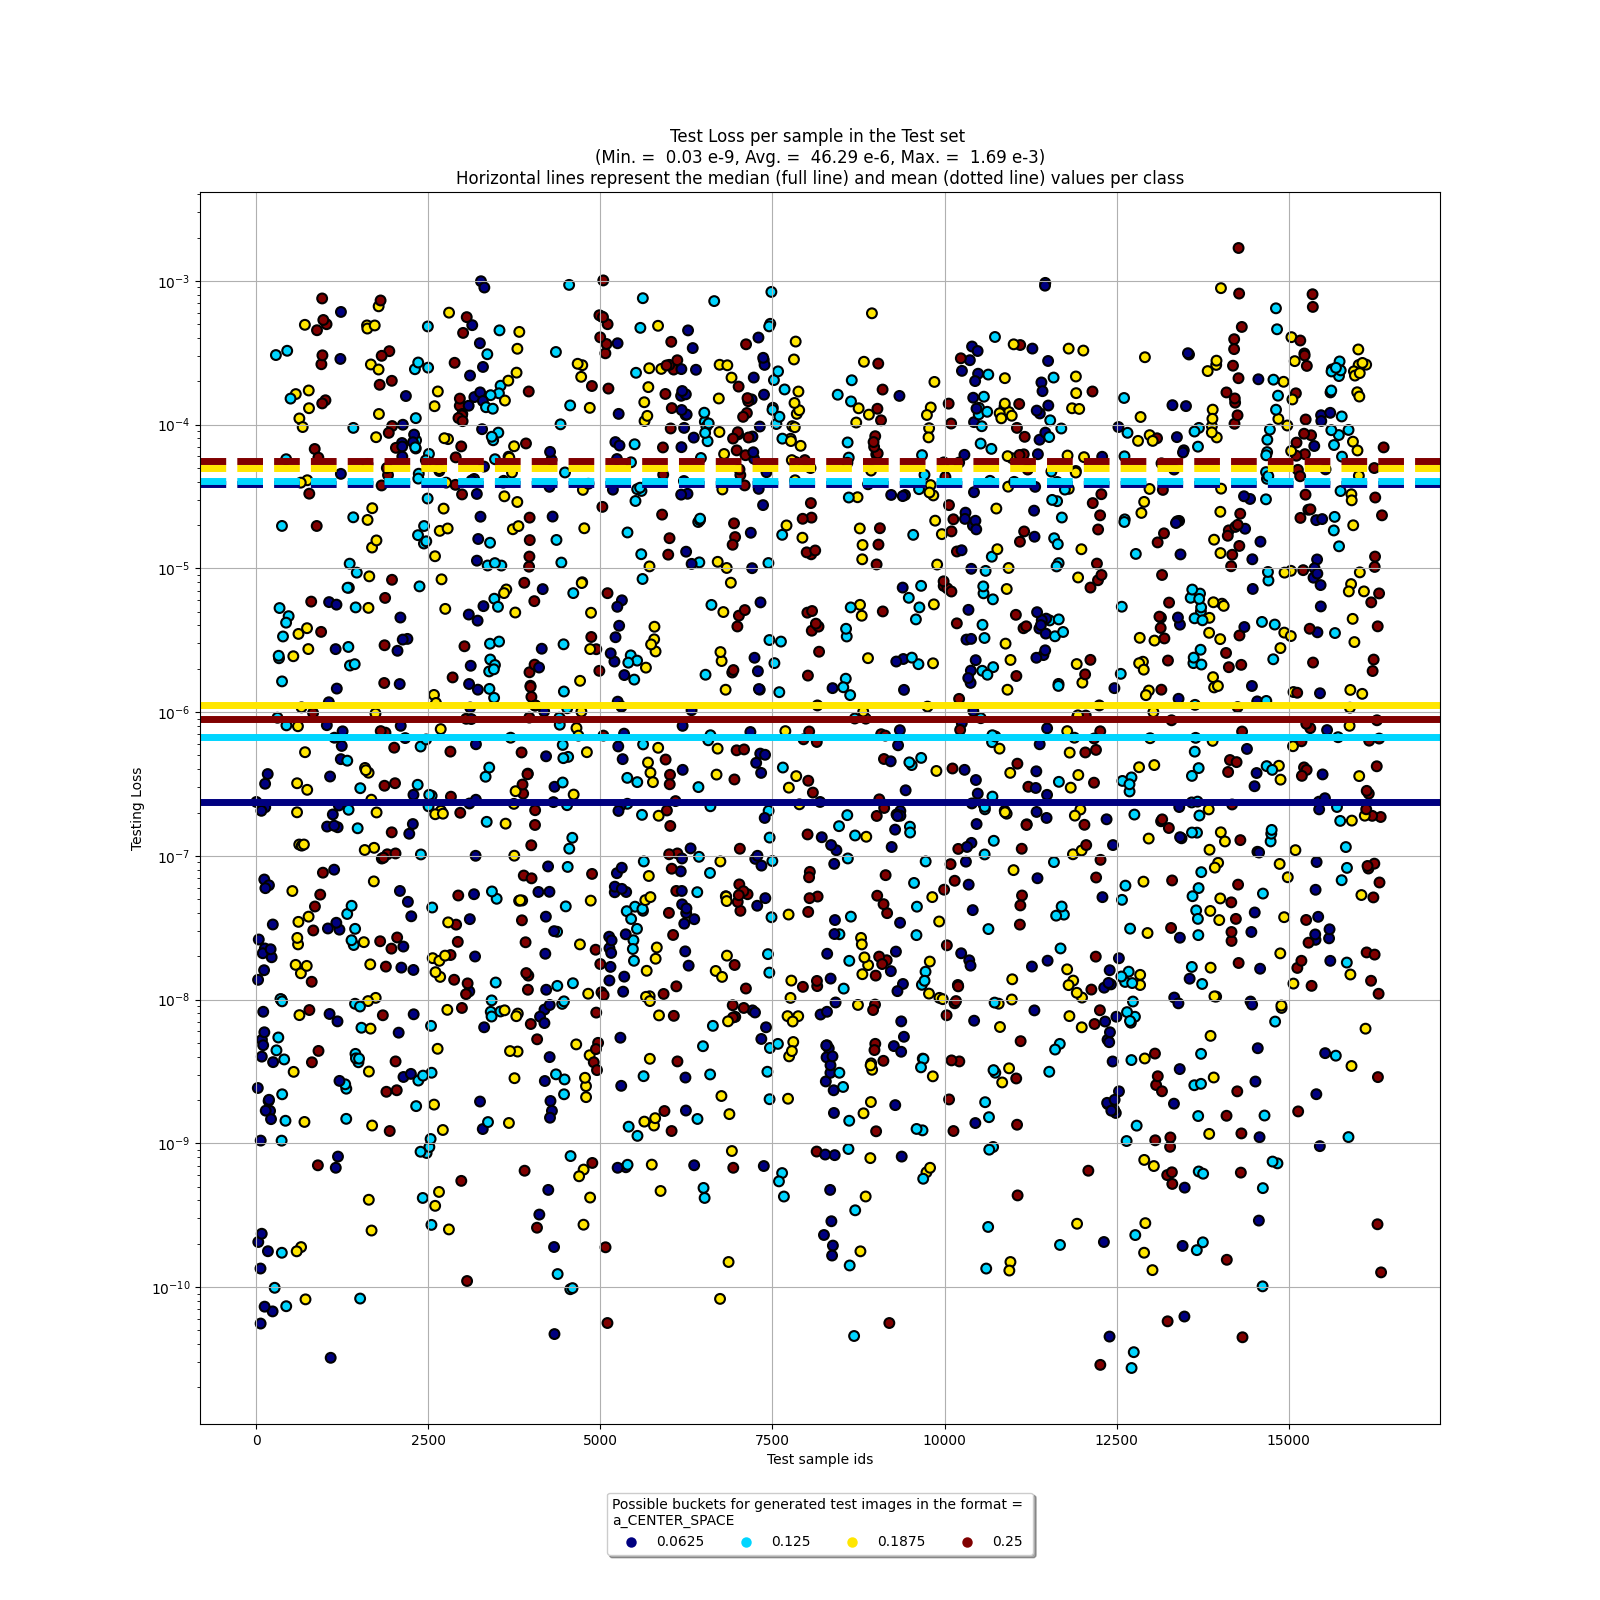 Test Loss per sample in the Test set
(Min. = 0.03 e-9, Avg. = 46.29 e-6, Max. = 1.69 e-3)
Horizontal lines represent the median (full line) and mean (dotted line) values per class
Testing Loss
10⁻³
10⁻⁴
10⁻⁵
10⁻⁶
10⁻⁷
10⁻⁸
10⁻⁹
10⁻¹⁰
0 2500 5000 7500 10000 12500 15000
Test sample ids
Possible buckets for generated test images in the format =
a_CENTER_SPACE
0.0625 0.125 0.1875 0.25